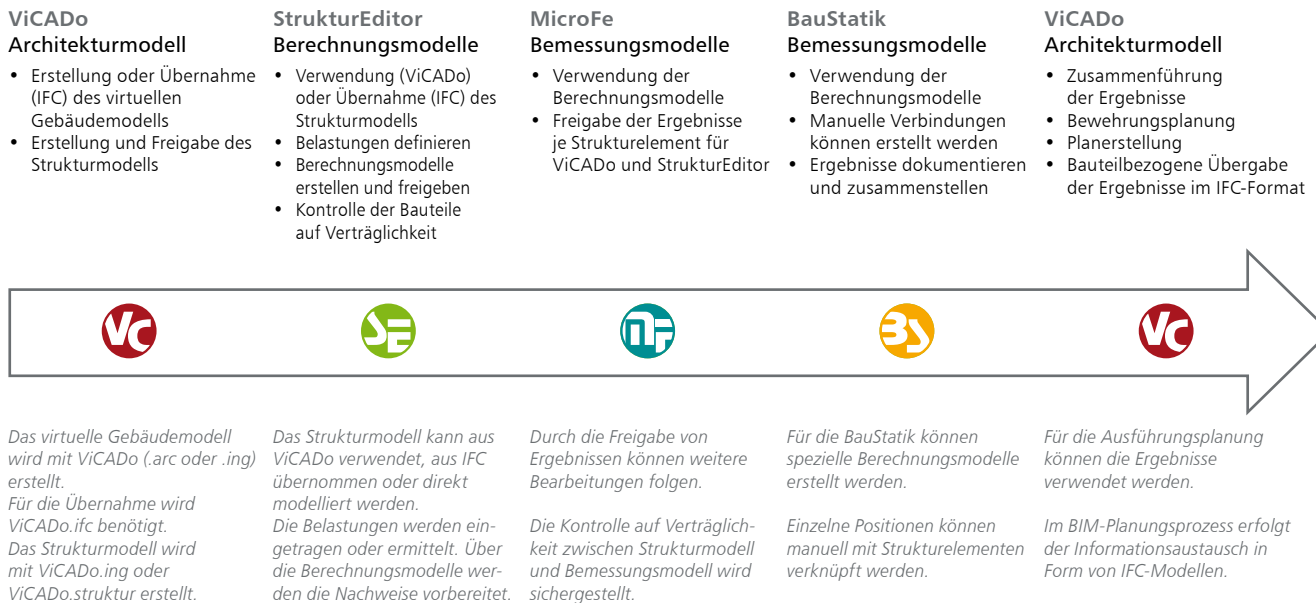 ViCADo
Architekturmodell
• Erstellung oder Übernahme
(IFC) des virtuellen
Gebäudemodells
• Erstellung und Freigabe des
Strukturmodells
StrukturEditor
Berechnungsmodelle
• Verwendung (ViCADo)
oder Übernahme (IFC) des
Strukturmodells
• Belastungen definieren
• Berechnungsmodelle
erstellen und freigeben
• Kontrolle der Bauteile
auf Verträglichkeit
MicroFe
Bemessungsmodelle
• Verwendung der
Berechnungsmodelle
• Freigabe der Ergebnisse
je Strukturelement für
ViCADo und StrukturEditor
BauStatik
Bemessungsmodelle
• Verwendung der
Berechnungsmodelle
• Manuelle Verbindungen
können erstellt werden
• Ergebnisse dokumentieren
und zusammenstellen
ViCADo
Architekturmodell
• Zusammenführung
der Ergebnisse
• Bewehrungsplanung
• Planerstellung
• Bauteilbezogene Übergabe
der Ergebnisse im IFC-Format
VC
SE
MF
BS
VC
Das virtuelle Gebäudemodell
wird mit ViCADo (.arc oder .ing)
erstellt.
Für die Übernahme wird
ViCADo.ifc benötigt.
Das Strukturmodell wird
mit ViCADo.ing oder
ViCADo.struktur erstellt.
Das Strukturmodell kann aus
ViCADo verwendet, aus IFC
übernommen oder direkt
modelliert werden.
Die Belastungen werden ein-
getragen oder ermittelt. Über
die Berechnungsmodelle wer-
den die Nachweise vorbereitet.
Durch die Freigabe von
Ergebnissen können weitere
Bearbeitungen folgen.
Die Kontrolle auf Verträglich-
keit zwischen Strukturmodell
und Bemessungsmodell wird
sichergestellt.
Für die BauStatik können
spezielle Berechnungsmodelle
erstellt werden.
Einzelne Positionen können
manuell mit Strukturelementen
verknüpft werden.
Für die Ausführungsplanung
können die Ergebnisse
verwendet werden.
Im BIM-Planungsprozess erfolgt
der Informationsaustausch in
Form von IFC-Modellen.